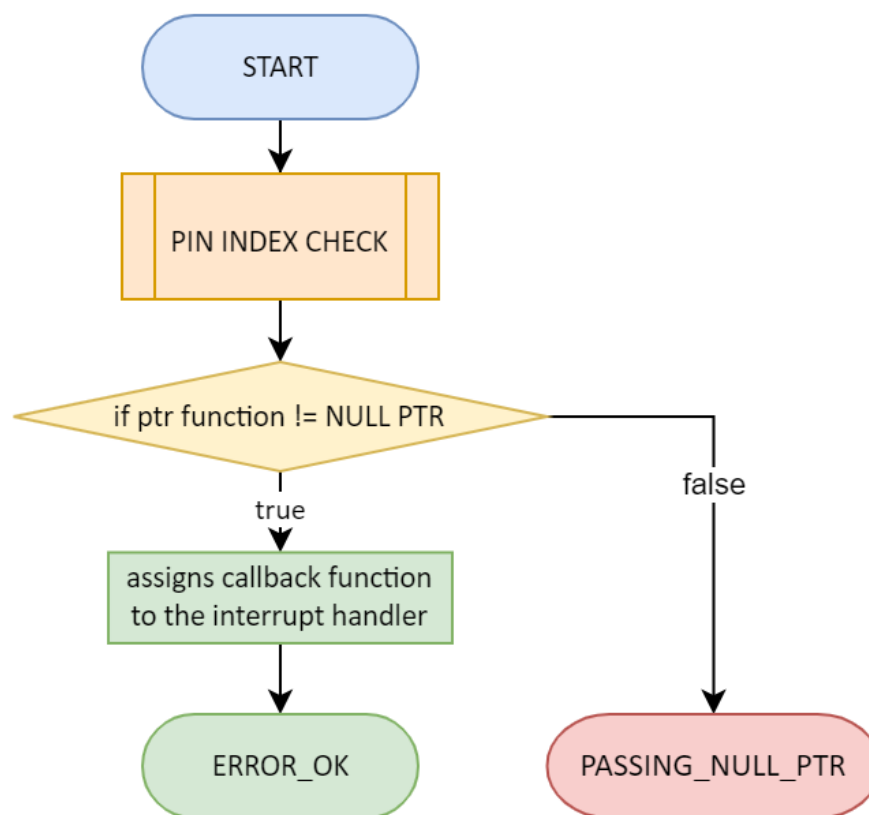 START
PIN INDEX CHECK
if ptr function != NULL PTR
false
true
assigns callback function
to the interrupt handler
ERROR_OK
PASSING_NULL_PTR